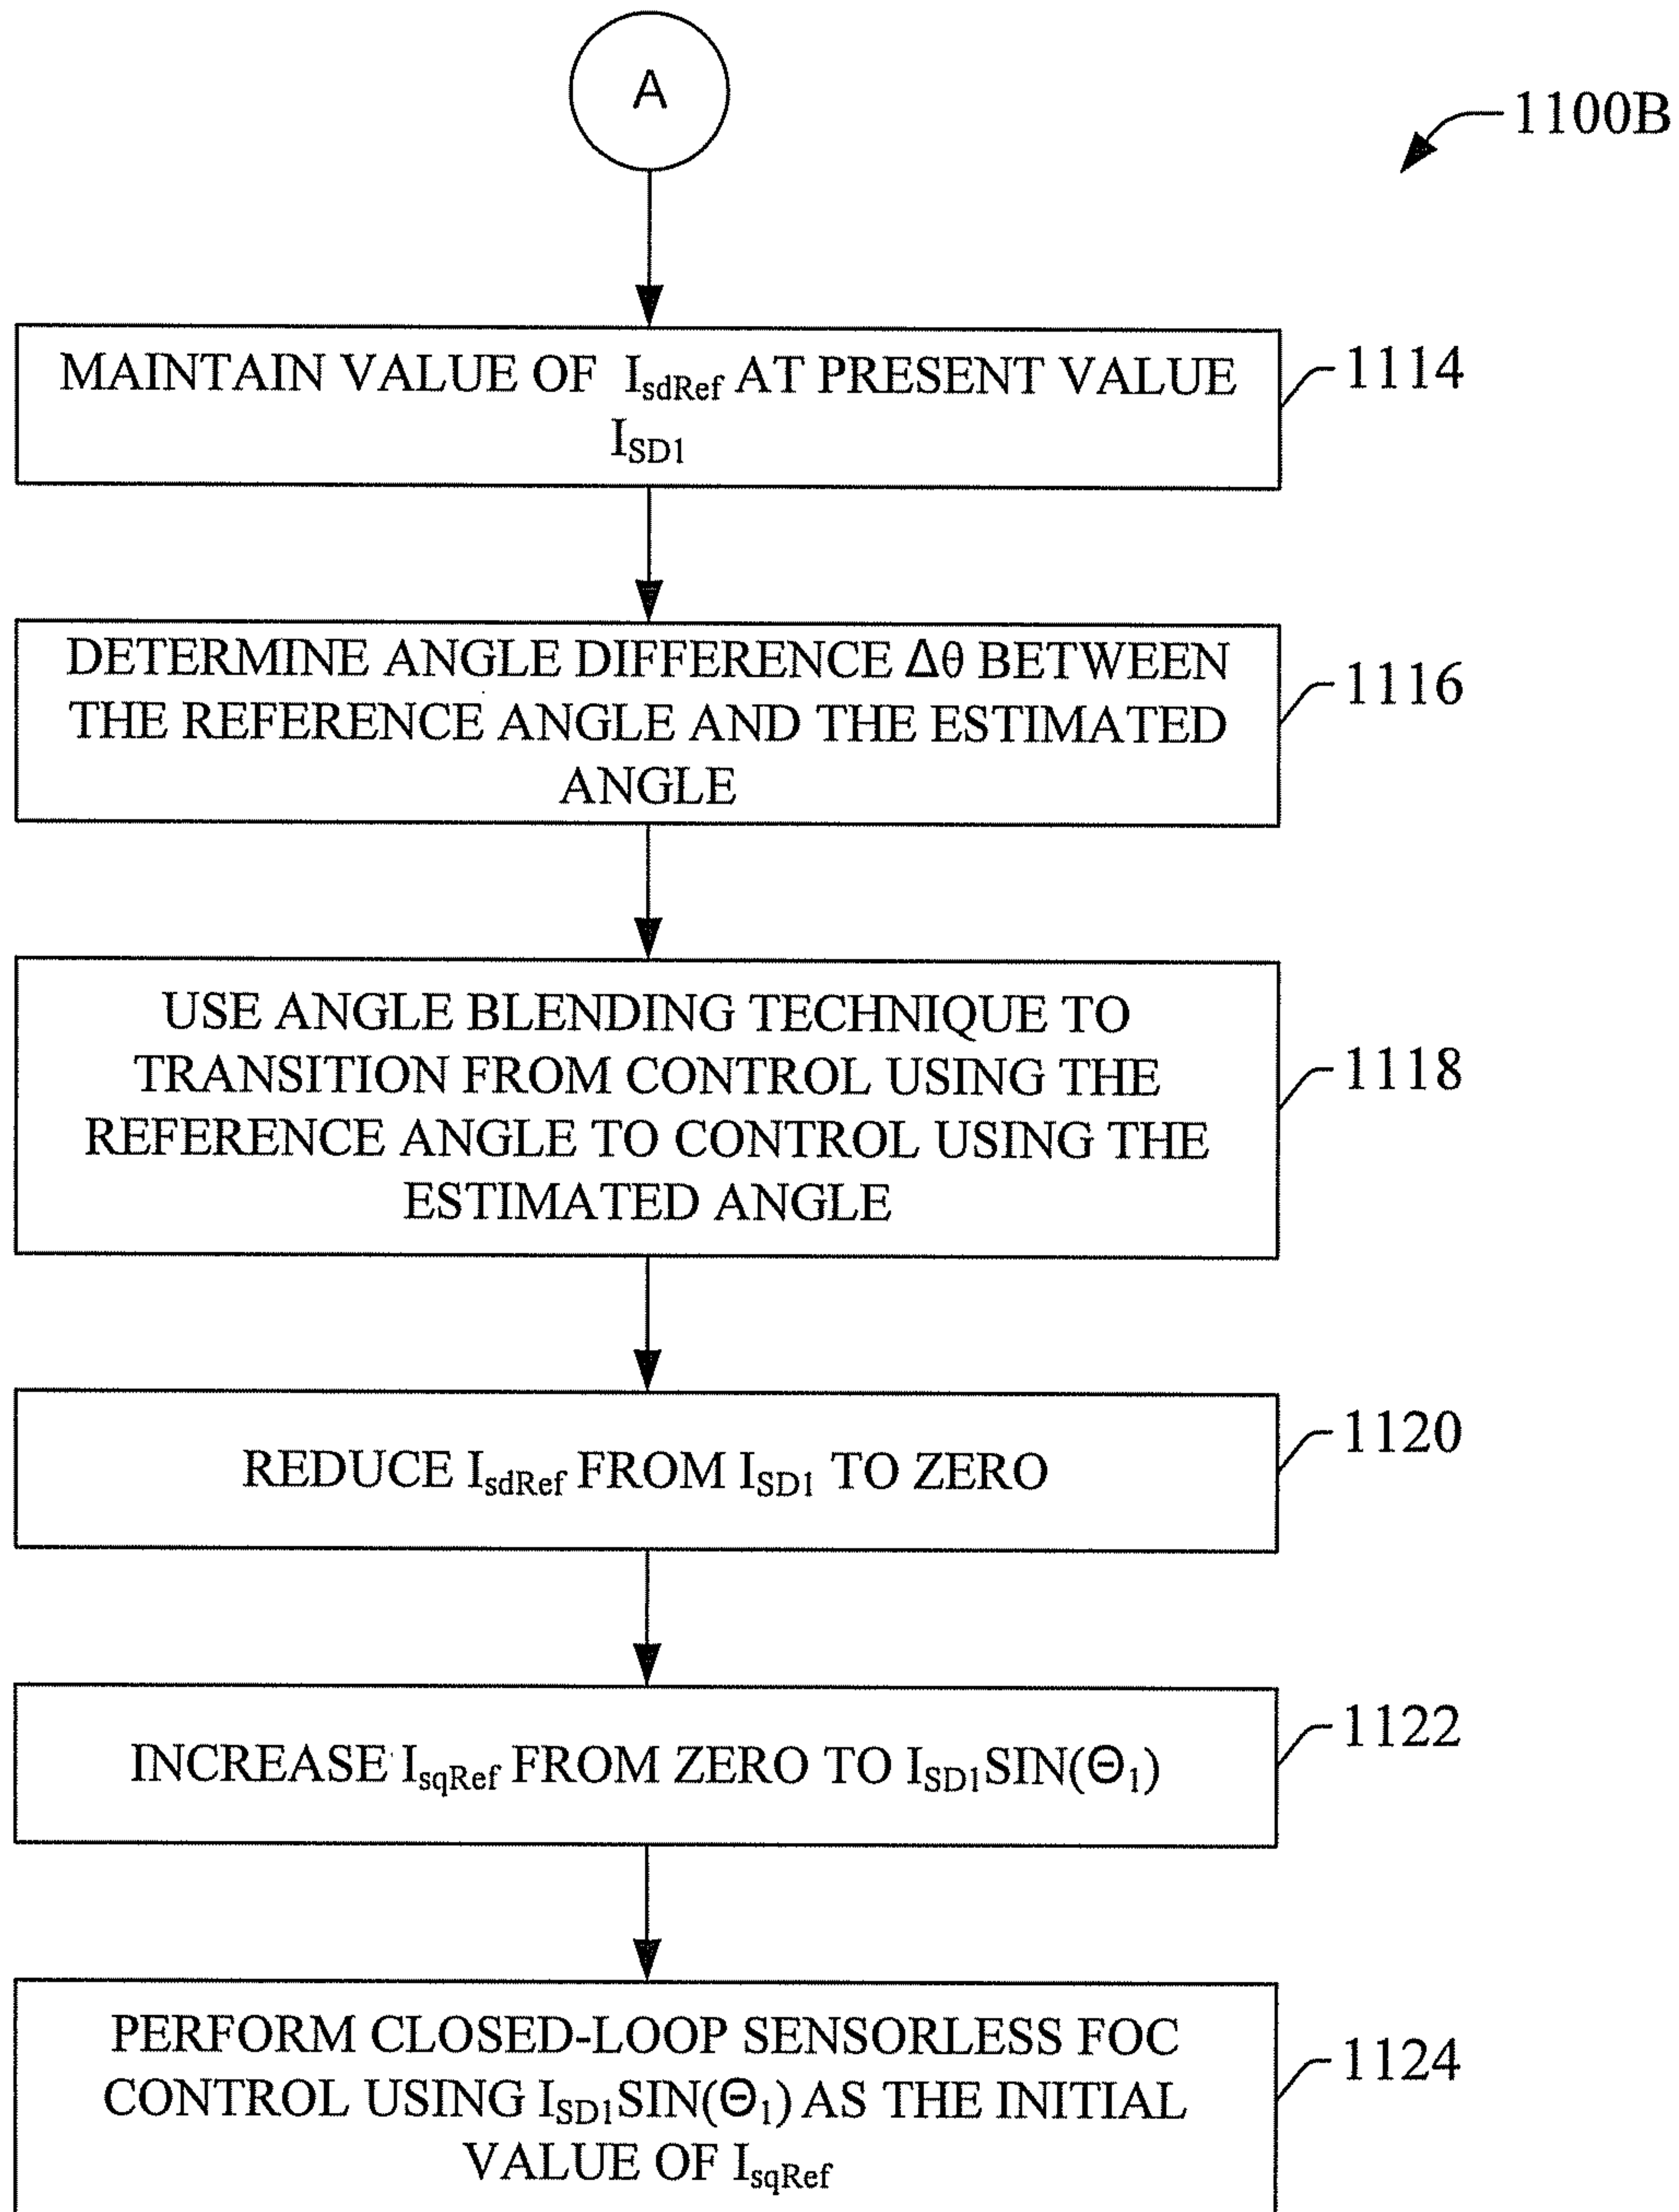 A
1100B
MAINTAIN VALUE OF IsdRef AT PRESENT VALUE
ISD1
1114
DETERMINE ANGLE DIFFERENCE Δθ BETWEEN
THE REFERENCE ANGLE AND THE ESTIMATED
ANGLE
1116
USE ANGLE BLENDING TECHNIQUE TO
TRANSITION FROM CONTROL USING THE
REFERENCE ANGLE TO CONTROL USING THE
ESTIMATED ANGLE
1118
REDUCE IsdRef FROM ISD1 TO ZERO
1120
INCREASE IsqRef FROM ZERO TO ISD1SIN(Θ1)
1122
PERFORM CLOSED-LOOP SENSORLESS FOC
CONTROL USING ISD1SIN(Θ1) AS THE INITIAL
VALUE OF IsqRef
1124